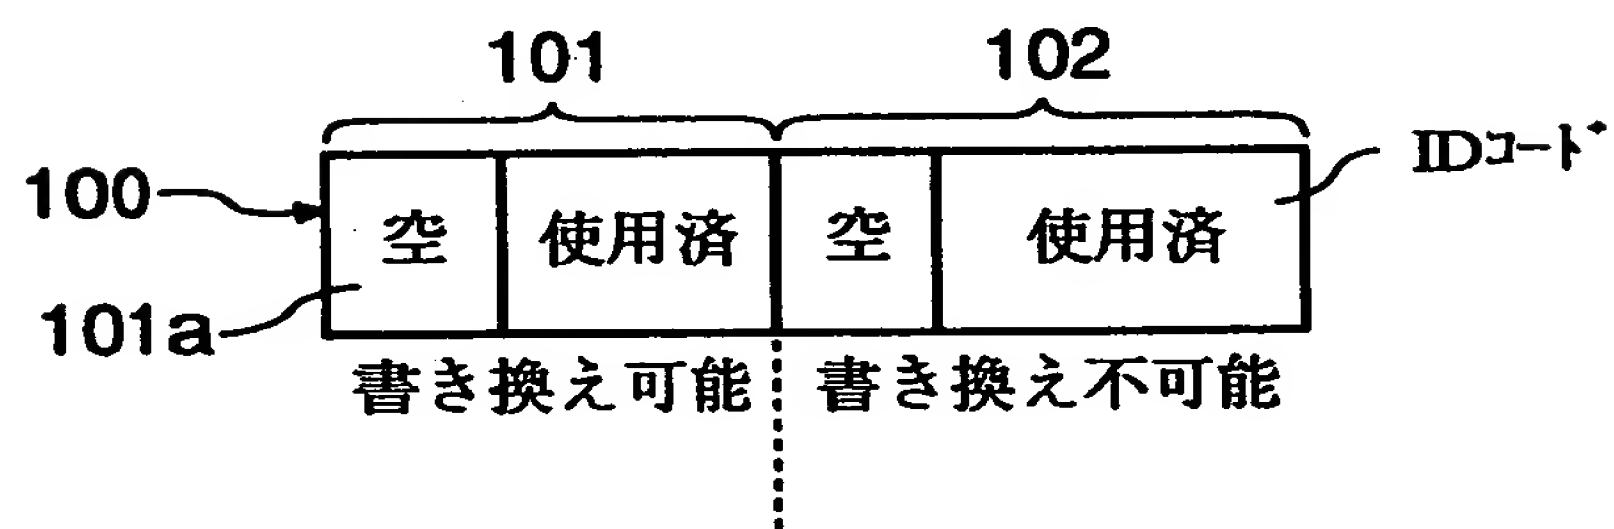 101 102
IDコード
100
空 使用済 空 使用済
101a
書き換え可能 書き換え不可能